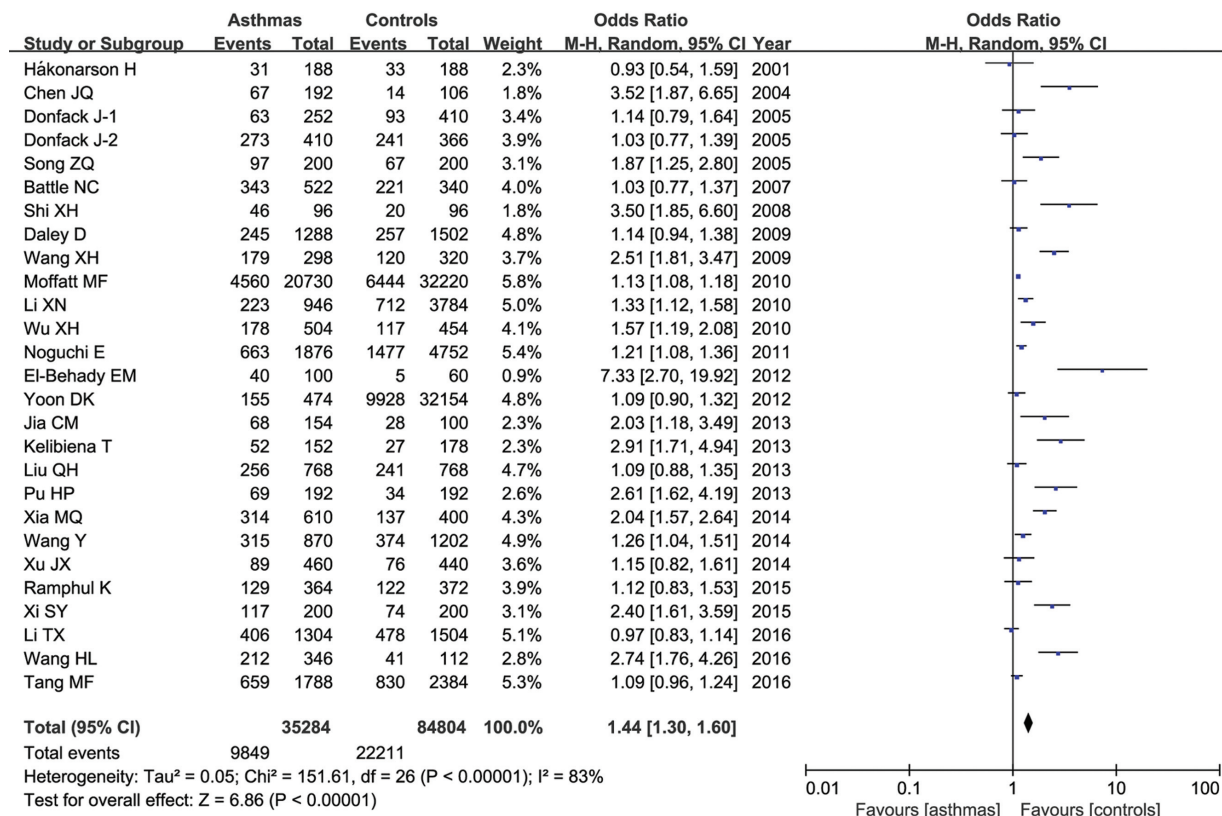 Asthmas Controls Odds Ratio Odds Ratio
Study or Subgroup Events Total Events Total Weight M-H, Random, 95% CI Year M-H, Random, 95% CI
Hákonarson H 31 188 33 188 2.3% 0.93 [0.54, 1.59] 2001
Chen JQ 67 192 14 106 1.8% 3.52 [1.87, 6.65] 2004
Donfack J-1 63 252 93 410 3.4% 1.14 [0.79, 1.64] 2005
Donfack J-2 273 410 241 366 3.9% 1.03 [0.77, 1.39] 2005
Song ZQ 97 200 67 200 3.1% 1.87 [1.25, 2.80] 2005
Battle NC 343 522 221 340 4.0% 1.03 [0.77, 1.37] 2007
Shi XH 46 96 20 96 1.8% 3.50 [1.85, 6.60] 2008
Daley D 245 1288 257 1502 4.8% 1.14 [0.94, 1.38] 2009
Wang XH 179 298 120 320 3.7% 2.51 [1.81, 3.47] 2009
Moffatt MF 4560 20730 6444 32220 5.8% 1.13 [1.08, 1.18] 2010
Li XN 223 946 712 3784 5.0% 1.33 [1.12, 1.58] 2010
Wu XH 178 504 117 454 4.1% 1.57 [1.19, 2.08] 2010
Noguchi E 663 1876 1477 4752 5.4% 1.21 [1.08, 1.36] 2011
El-Behady EM 40 100 5 60 0.9% 7.33 [2.70, 19.92] 2012
Yoon DK 155 474 9928 32154 4.8% 1.09 [0.90, 1.32] 2012
Jia CM 68 154 28 100 2.3% 2.03 [1.18, 3.49] 2013
Kelibiena T 52 152 27 178 2.3% 2.91 [1.71, 4.94] 2013
Liu QH 256 768 241 768 4.7% 1.09 [0.88, 1.35] 2013
Pu HP 69 192 34 192 2.6% 2.61 [1.62, 4.19] 2013
Xia MQ 314 610 137 400 4.3% 2.04 [1.57, 2.64] 2014
Wang Y 315 870 374 1202 4.9% 1.26 [1.04, 1.51] 2014
Xu JX 89 460 76 440 3.6% 1.15 [0.82, 1.61] 2014
Ramphul K 129 364 122 372 3.9% 1.12 [0.83, 1.53] 2015
Xi SY 117 200 74 200 3.1% 2.40 [1.61, 3.59] 2015
Li TX 406 1304 478 1504 5.1% 0.97 [0.83, 1.14] 2016
Wang HL 212 346 41 112 2.8% 2.74 [1.76, 4.26] 2016
Tang MF 659 1788 830 2384 5.3% 1.09 [0.96, 1.24] 2016
Total (95% CI) 35284 84804 100.0% 1.44 [1.30, 1.60]
Total events 9849 22211
Heterogeneity: Tau² = 0.05; Chi² = 151.61, df = 26 (P < 0.00001); I² = 83%
Test for overall effect: Z = 6.86 (P < 0.00001)
0.01 0.1 1 10 100
Favours [asthmas] Favours [controls]